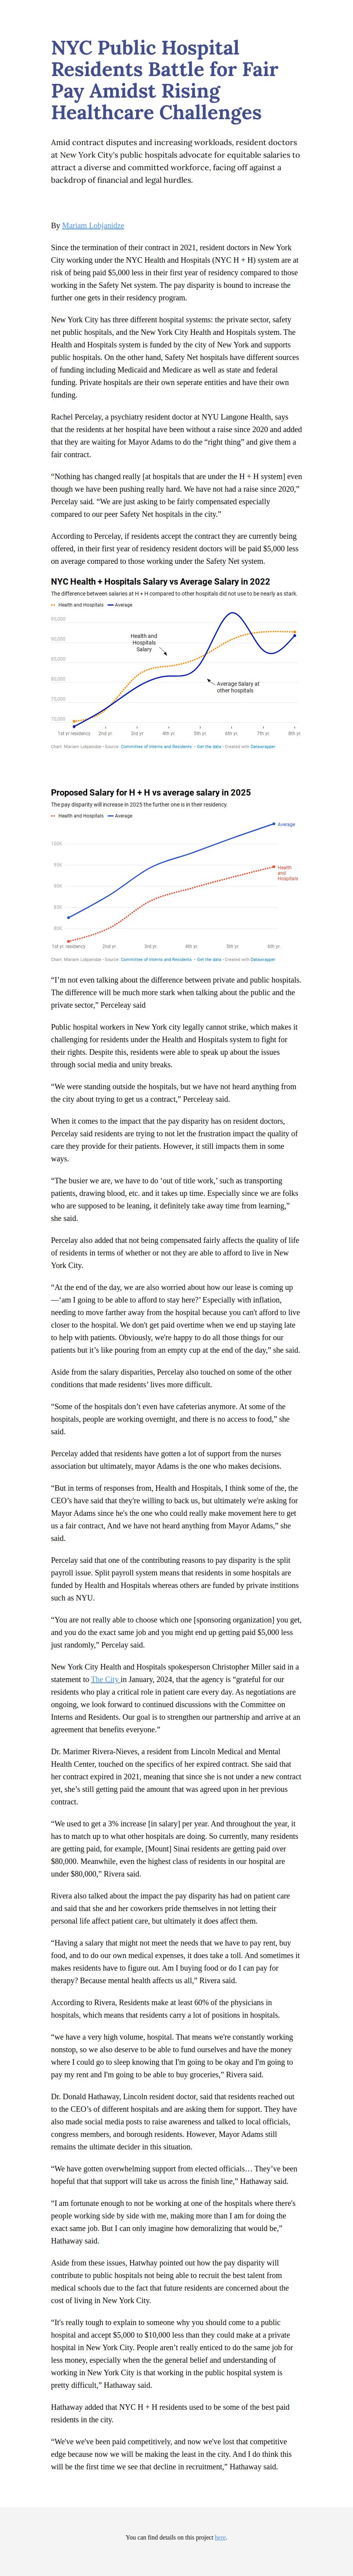 NYC Public Hospital
Residents Battle for Fair
Pay Amidst Rising
Healthcare Challenges
Amid contract disputes and increasing workloads, resident doctors
at New York City's public hospitals advocate for equitable salaries to
attract a diverse and committed workforce, facing off against a
backdrop of financial and legal hurdles.
By Mariam Lobjanidze
Since the termination of their contract in 2021, resident doctors in New York
City working under the NYC Health and Hospitals (NYC H + H) system are at
risk of being paid $5,000 less in their first year of residency compared to those
working in the Safety Net system. The pay disparity is bound to increase the
further one gets in their residency program.
New York City has three different hospital systems: the private sector, safety
net public hospitals, and the New York City Health and Hospitals system. The
Health and Hospitals system is funded by the city of New York and supports
public hospitals. On the other hand, Safety Net hospitals have different sources
of funding including Medicaid and Medicare as well as state and federal
funding. Private hospitals are their own seperate entities and have their own
funding.
Rachel Percelay, a psychiatry resident doctor at NYU Langone Health, says
that the residents at her hospital have been without a raise since 2020 and added
that they are waiting for Mayor Adams to do the “right thing” and give them a
fair contract.
“Nothing has changed really [at hospitals that are under the H + H system] even
though we have been pushing really hard. We have not had a raise since 2020,”
Percelay said. “We are just asking to be fairly compensated especially
compared to our peer Safety Net hospitals in the city.”
According to Percelay, if residents accept the contract they are currently being
offered, in their first year of residency resident doctors will be paid $5,000 less
on average compared to those working under the Safety Net system.
NYC Health + Hospitals Salary vs Average Salary in 2022
The difference between salaries at H + H compared to other hospitals did not use to be nearly as stark.
Health and Hospitals Average
95,000
90,000
85,000
80,000
75,000
70,000
Health and
Hospitals
Salary
Average Salary at
other hospitals
1st yr residency 2nd yr. 3rd yr 4th yr. 5th yr. 6th yr. 7th yr. 8th yr.
Chart: Mariam Lobjanidze • Source: Committee of Interns and Residents • Get the data • Created with Datawrapper
Proposed Salary for H + H vs average salary in 2025
The pay disparity will increase in 2025 the further one is in their residency.
Health and Hospitals Average
Average
100K
95K
90K
85K
80K
Health
and
Hospitals
1st yr. residency 2nd yr. 3rd yr. 4th yr. 5th yr. 6th yr.
Chart: Mariam Lobjanidze • Source: Committee of Interns and Residents • Get the data • Created with Datawrapper
“I’m not even talking about the difference between private and public hospitals.
The difference will be much more stark when talking about the public and the
private sector,” Perceleay said
Public hospital workers in New York city legally cannot strike, which makes it
challenging for residents under the Health and Hospitals system to fight for
their rights. Despite this, residents were able to speak up about the issues
through social media and unity breaks.
“We were standing outside the hospitals, but we have not heard anything from
the city about trying to get us a contract,” Perceleay said.
When it comes to the impact that the pay disparity has on resident doctors,
Percelay said residents are trying to not let the frustration impact the quality of
care they provide for their patients. However, it still impacts them in some
ways.
“The busier we are, we have to do ‘out of title work,’ such as transporting
patients, drawing blood, etc. and it takes up time. Especially since we are folks
who are supposed to be leaning, it definitely take away time from learning,”
she said.
Percelay also added that not being compensated fairly affects the quality of life
of residents in terms of whether or not they are able to afford to live in New
York City.
“At the end of the day, we are also worried about how our lease is coming up
—‘am I going to be able to afford to stay here?’ Especially with inflation,
needing to move farther away from the hospital because you can't afford to live
closer to the hospital. We don't get paid overtime when we end up staying late
to help with patients. Obviously, we're happy to do all those things for our
patients but it’s like pouring from an empty cup at the end of the day,” she said.
Aside from the salary disparities, Percelay also touched on some of the other
conditions that made residents’ lives more difficult.
“Some of the hospitals don’t even have cafeterias anymore. At some of the
hospitals, people are working overnight, and there is no access to food,” she
said.
Percelay added that residents have gotten a lot of support from the nurses
association but ultimately, mayor Adams is the one who makes decisions.
“But in terms of responses from, Health and Hospitals, I think some of the, the
CEO’s have said that they're willing to back us, but ultimately we're asking for
Mayor Adams since he's the one who could really make movement here to get
us a fair contract, And we have not heard anything from Mayor Adams,” she
said.
Percelay said that one of the contributing reasons to pay disparity is the split
payroll issue. Split payroll system means that residents in some hospitals are
funded by Health and Hospitals whereas others are funded by private institions
such as NYU.
“You are not really able to choose which one [sponsoring organization] you get,
and you do the exact same job and you might end up getting paid $5,000 less
just randomly,” Percelay said.
New York City Health and Hospitals spokesperson Christopher Miller said in a
statement to The City in January, 2024, that the agency is “grateful for our
residents who play a critical role in patient care every day. As negotiations are
ongoing, we look forward to continued discussions with the Committee on
Interns and Residents. Our goal is to strengthen our partnership and arrive at an
agreement that benefits everyone.”
Dr. Marimer Rivera-Nieves, a resident from Lincoln Medical and Mental
Health Center, touched on the specifics of her expired contract. She said that
her contract expired in 2021, meaning that since she is not under a new contract
yet, she’s still getting paid the amount that was agreed upon in her previous
contract.
“We used to get a 3% increase [in salary] per year. And throughout the year, it
has to match up to what other hospitals are doing. So currently, many residents
are getting paid, for example, [Mount] Sinai residents are getting paid over
$80,000. Meanwhile, even the highest class of residents in our hospital are
under $80,000,” Rivera said.
Rivera also talked about the impact the pay disparity has had on patient care
and said that she and her coworkers pride themselves in not letting their
personal life affect patient care, but ultimately it does affect them.
“Having a salary that might not meet the needs that we have to pay rent, buy
food, and to do our own medical expenses, it does take a toll. And sometimes it
makes residents have to figure out. Am I buying food or do I can pay for
therapy? Because mental health affects us all,” Rivera said.
According to Rivera, Residents make at least 60% of the physicians in
hospitals, which means that residents carry a lot of positions in hospitals.
“we have a very high volume, hospital. That means we're constantly working
nonstop, so we also deserve to be able to fund ourselves and have the money
where I could go to sleep knowing that I'm going to be okay and I'm going to
pay my rent and I'm going to be able to buy groceries,” Rivera said.
Dr. Donald Hathaway, Lincoln resident doctor, said that residents reached out
to the CEO’s of different hospitals and are asking them for support. They have
also made social media posts to raise awareness and talked to local officials,
congress members, and borough residents. However, Mayor Adams still
remains the ultimate decider in this situation.
“We have gotten overwhelming support from elected officials… They’ve been
hopeful that that support will take us across the finish line,” Hathaway said.
“I am fortunate enough to not be working at one of the hospitals where there's
people working side by side with me, making more than I am for doing the
exact same job. But I can only imagine how demoralizing that would be,”
Hathaway said.
Aside from these issues, Hatwhay pointed out how the pay disparity will
contribute to public hospitals not being able to recruit the best talent from
medical schools due to the fact that future residents are concerned about the
cost of living in New York City.
“It's really tough to explain to someone why you should come to a public
hospital and accept $5,000 to $10,000 less than they could make at a private
hospital in New York City. People aren’t really enticed to do the same job for
less money, especially when the the general belief and understanding of
working in New York City is that working in the public hospital system is
pretty difficult,” Hathaway said.
Hathaway added that NYC H + H residents used to be some of the best paid
residents in the city.
“We've we've been paid competitively, and now we've lost that competitive
edge because now we will be making the least in the city. And I do think this
will be the first time we see that decline in recruitment,” Hathaway said.
You can find details on this project here.